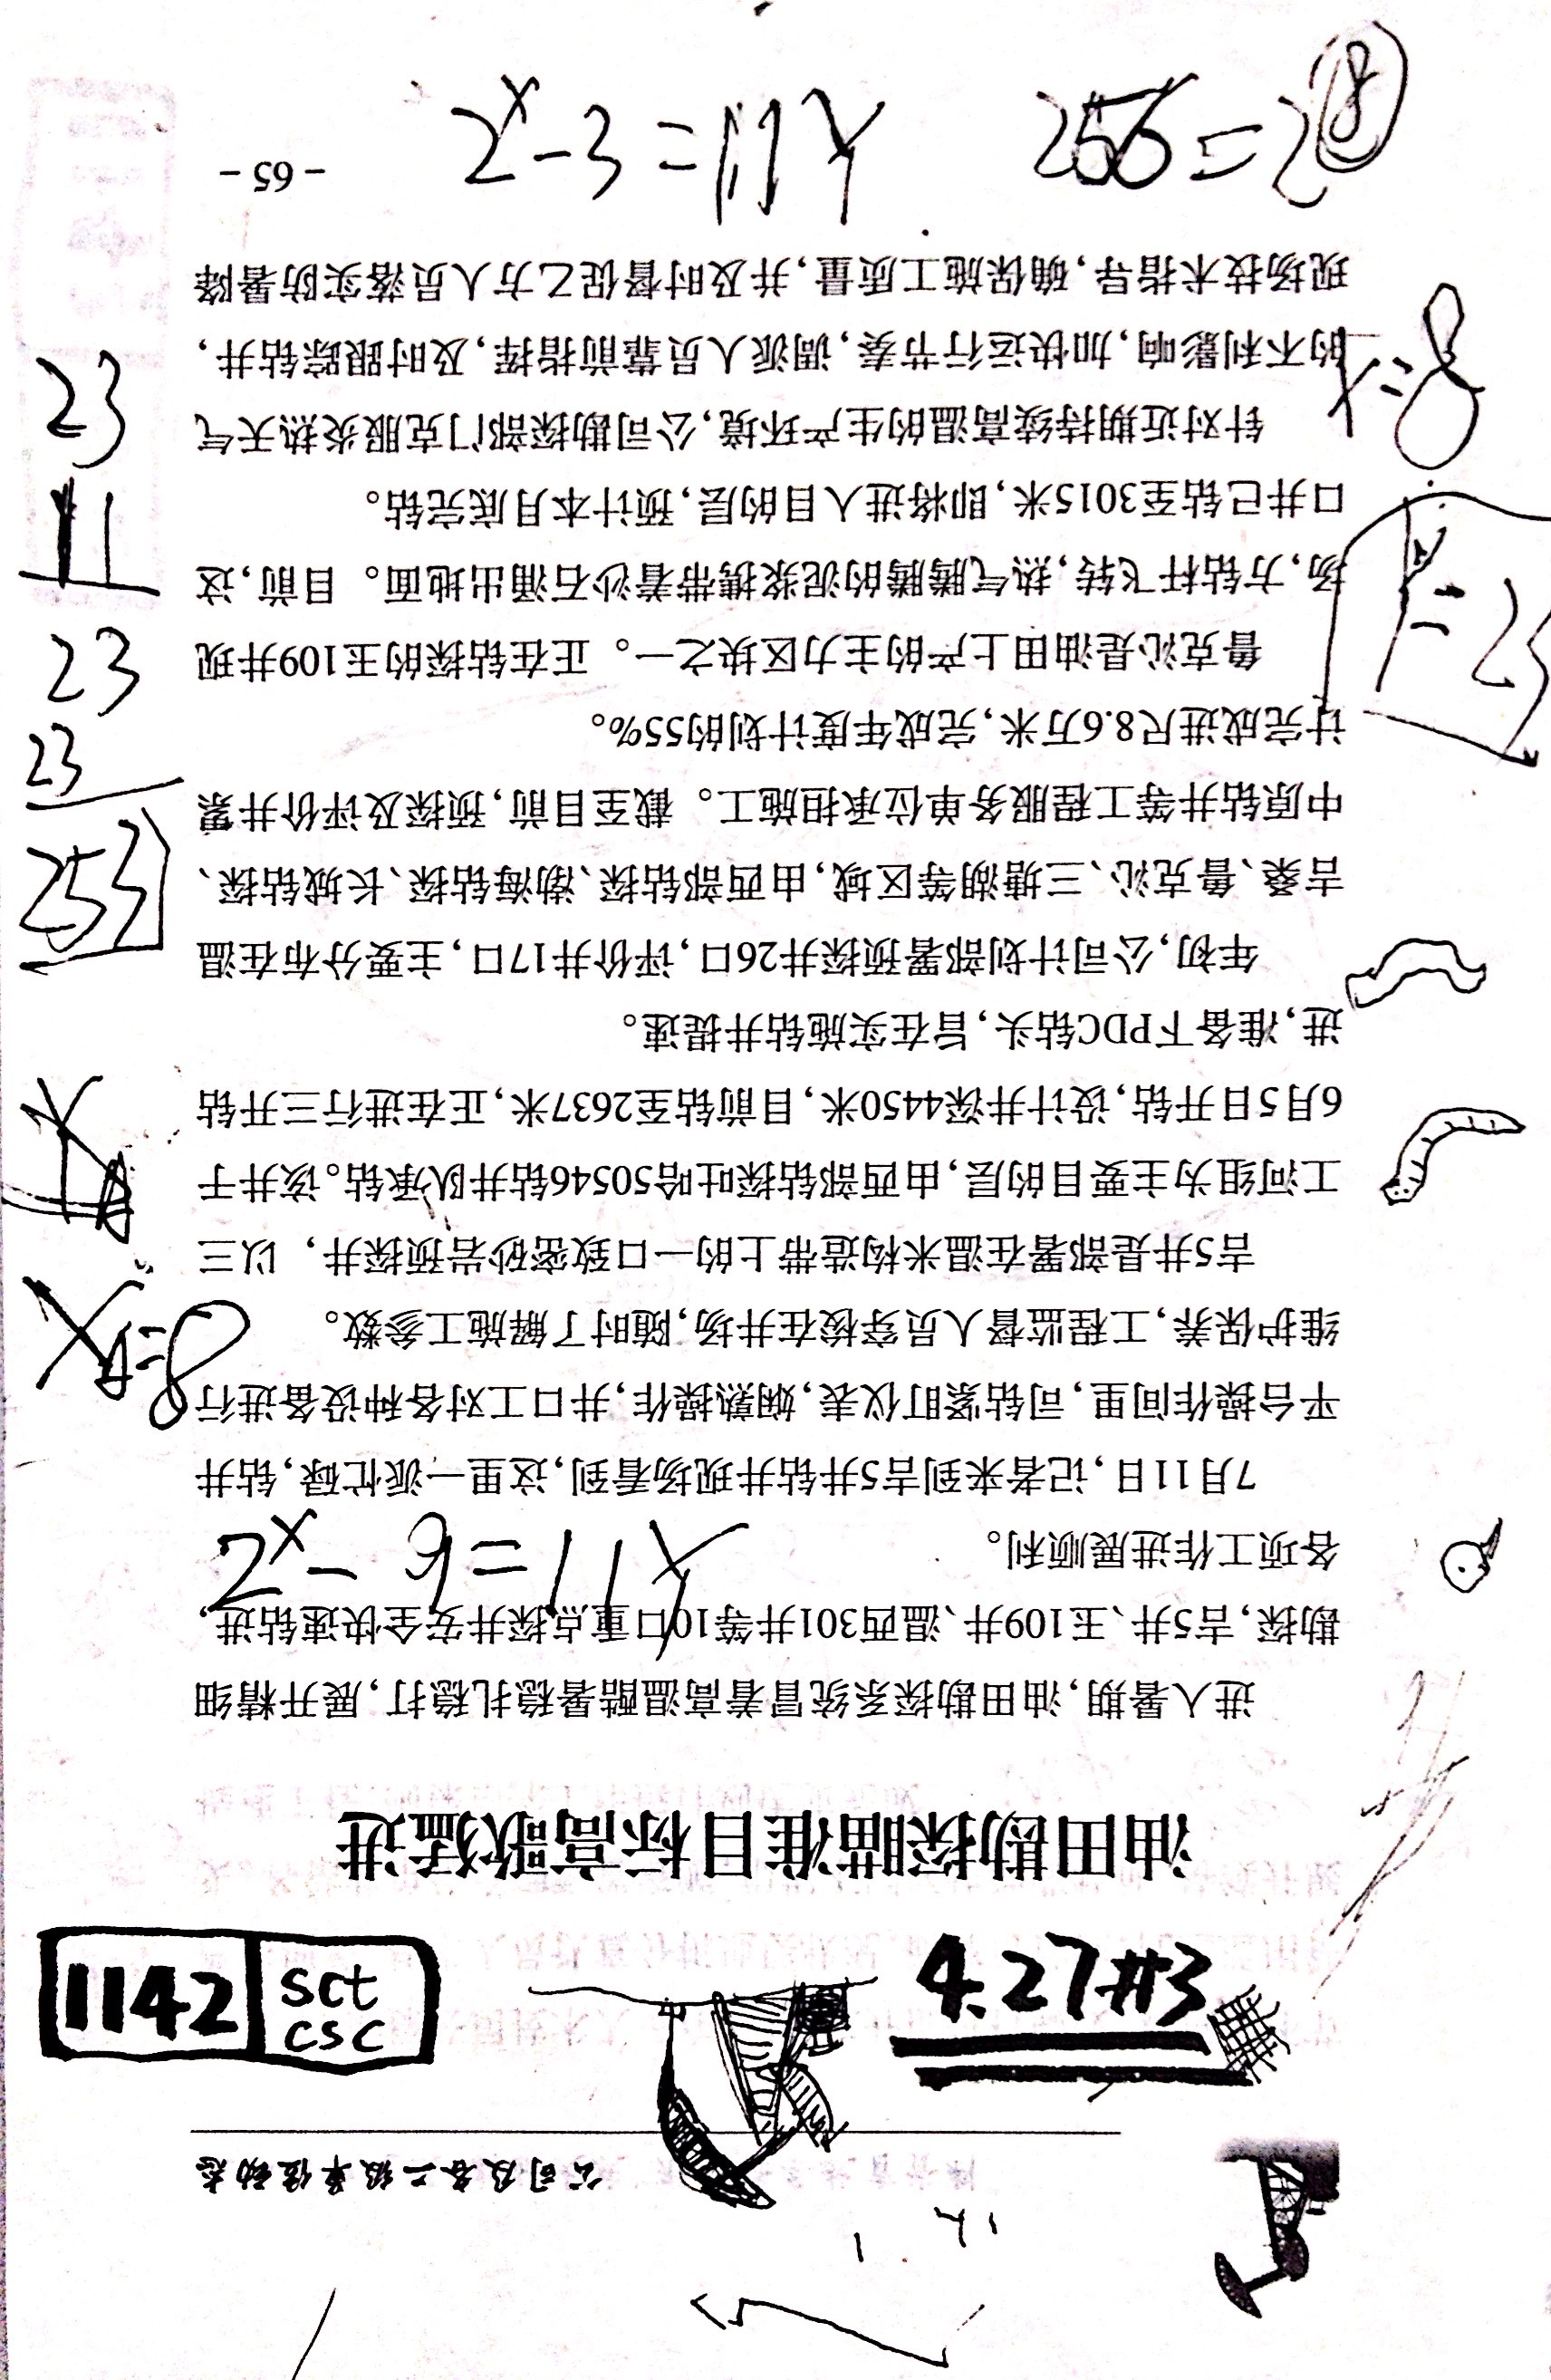 2^x-3=11y
256=2^8
x=8
y=23
23
11
23
23
253
x=8
2^x-9=11y
1142
sct
csc
4.27#3
公司及各二级单位动态
油田勘探瞄准目标高歌猛进
进入暑期,油田勘探系统冒着高温酷暑稳扎稳打,展开精细
勘探,吉5井、玉109井、温西301井等10口重点探井安全快速钻进,
各项工作进展顺利。
7月11日,记者来到吉5井钻井现场看到,这里一派忙碌,钻井
平台操作间里,司钻紧盯仪表,娴熟操作,井口工对各种设备进行
维护保养,工程监督人员穿梭在井场,随时了解施工参数。
吉5井是部署在温米构造带上的一口致密砂岩预探井，以三
工河组为主要目的层,由西部钻探吐哈50546钻井队承钻。该井于
6月5日开钻,设计井深4450米,目前钻至2637米,正在进行三开钻
进,准备下PDC钻头,旨在实施钻井提速。
年初,公司计划部署预探井26口,评价井17口,主要分布在温
吉桑、鲁克沁、三塘湖等区域,由西部钻探、渤海钻探、长城钻探、
中原钻井等工程服务单位承担施工。截至目前,预探及评价井累
计完成进尺8.6万米,完成年度计划的55%。
鲁克沁是油田上产的主力区块之一。正在钻探的玉109井现
场,方钻杆飞转,热气腾腾的泥浆携带着沙石涌出地面。目前,这
口井已钻至3015米,即将进入目的层,预计本月底完钻。
针对近期持续高温的生产环境,公司勘探部门克服炎热天气
的不利影响,加快运行节奏,调派人员靠前指挥,及时跟踪钻井,
现场技术指导,确保施工质量,并及时督促乙方人员落实防暑降
- 65 -